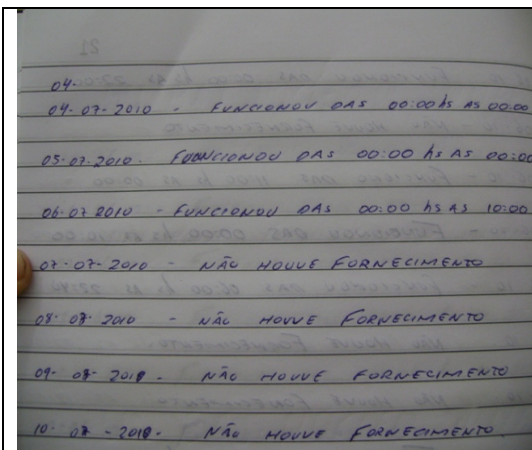 04-
04-07-2010 - FUNCIONOU DAS 00:00 hs AS 00:00
05-07-2010. FUONCIONOU DAS 00:00 hs AS 00:00
06-07 2010 - FUNCIONOU DAS 00:00 hs AS 10:00
07-07-2010 - NÃO HOUVE FORNECIMENTO
08-07-2010 - NÃO HOUVE FORNECIMENTO
09-07-2010. NÃO HOUVE FORNECIMENTO
10-07-2010. NÃO HOUVE FORNECIMENTO